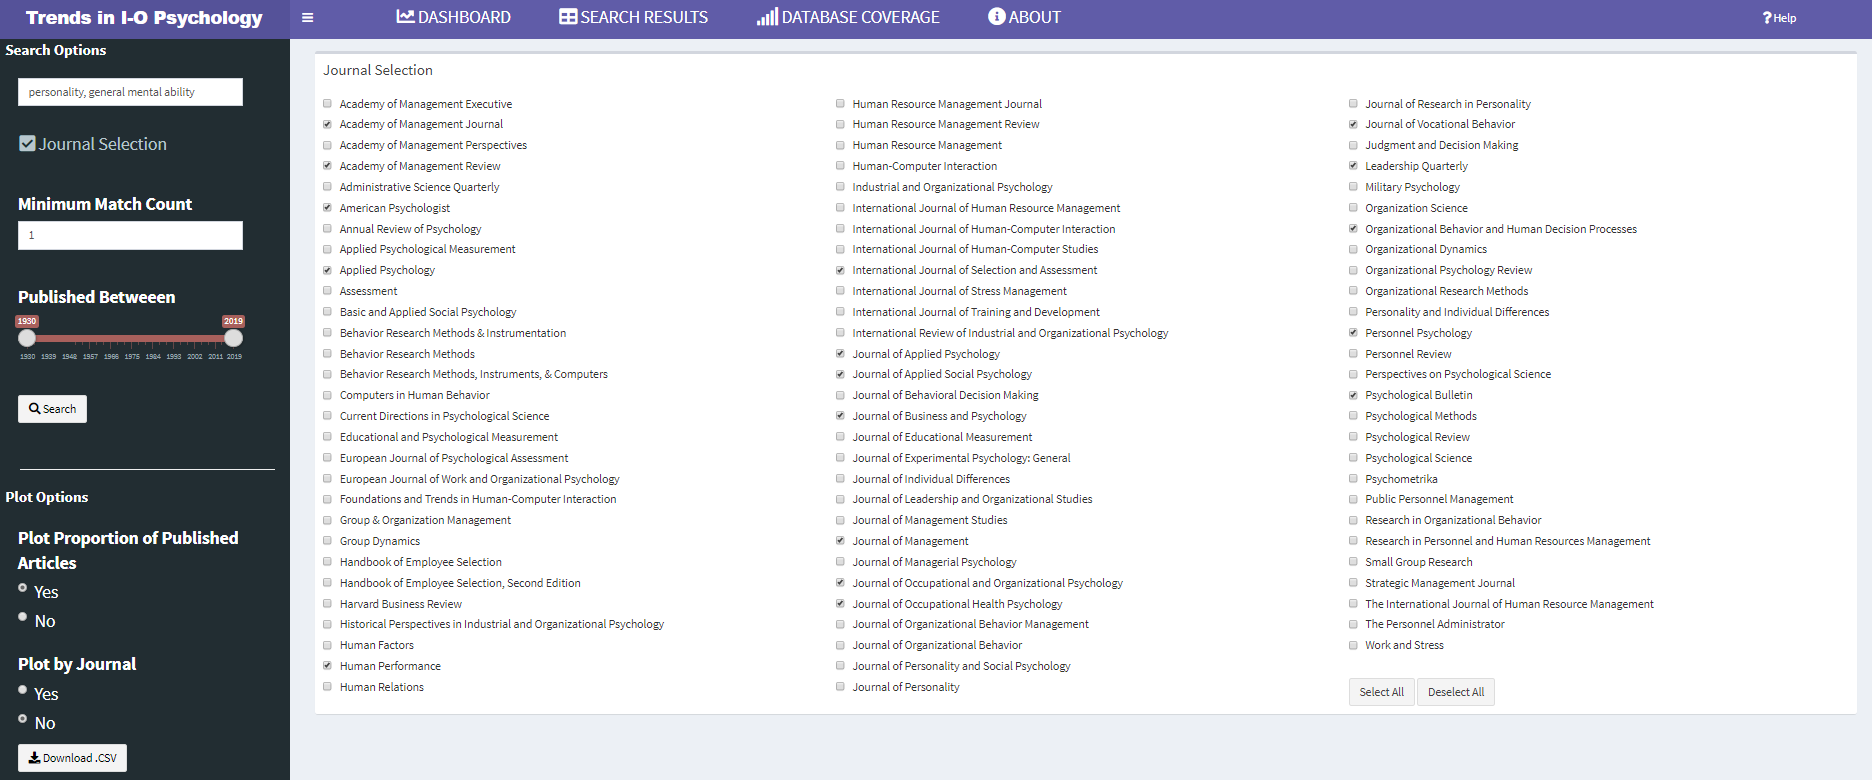 Trends in I-O Psychology
DASHBOARD
SEARCH RESULTS
DATABASE COVERAGE
ABOUT
Help
Search Options
personality, general mental ability
Journal Selection
Minimum Match Count
1
Published Betweeen
1930
2019
1930 1939 1948 1957 1966 1975 1984 1993 2002 2011 2019
Search
Plot Options
Plot Proportion of Published
Articles
Yes
No
Plot by Journal
Yes
No
Download .CSV
Journal Selection
Academy of Management Executive
Academy of Management Journal
Academy of Management Perspectives
Academy of Management Review
Administrative Science Quarterly
American Psychologist
Annual Review of Psychology
Applied Psychological Measurement
Applied Psychology
Assessment
Basic and Applied Social Psychology
Behavior Research Methods & Instrumentation
Behavior Research Methods
Behavior Research Methods, Instruments, & Computers
Computers in Human Behavior
Current Directions in Psychological Science
Educational and Psychological Measurement
European Journal of Psychological Assessment
European Journal of Work and Organizational Psychology
Foundations and Trends in Human-Computer Interaction
Group & Organization Management
Group Dynamics
Handbook of Employee Selection
Handbook of Employee Selection, Second Edition
Harvard Business Review
Historical Perspectives in Industrial and Organizational Psychology
Human Factors
Human Performance
Human Relations
Human Resource Management Journal
Human Resource Management Review
Human Resource Management
Human-Computer Interaction
Industrial and Organizational Psychology
International Journal of Human Resource Management
International Journal of Human-Computer Interaction
International Journal of Human-Computer Studies
International Journal of Selection and Assessment
International Journal of Stress Management
International Journal of Training and Development
International Review of Industrial and Organizational Psychology
Journal of Applied Psychology
Journal of Applied Social Psychology
Journal of Behavioral Decision Making
Journal of Business and Psychology
Journal of Educational Measurement
Journal of Experimental Psychology: General
Journal of Individual Differences
Journal of Leadership and Organizational Studies
Journal of Management Studies
Journal of Management
Journal of Managerial Psychology
Journal of Occupational and Organizational Psychology
Journal of Occupational Health Psychology
Journal of Organizational Behavior Management
Journal of Organizational Behavior
Journal of Personality and Social Psychology
Journal of Personality
Journal of Research in Personality
Journal of Vocational Behavior
Judgment and Decision Making
Leadership Quarterly
Military Psychology
Organization Science
Organizational Behavior and Human Decision Processes
Organizational Dynamics
Organizational Psychology Review
Organizational Research Methods
Personality and Individual Differences
Personnel Psychology
Personnel Review
Perspectives on Psychological Science
Psychological Bulletin
Psychological Methods
Psychological Review
Psychological Science
Psychometrika
Public Personnel Management
Research in Organizational Behavior
Research in Personnel and Human Resources Management
Small Group Research
Strategic Management Journal
The International Journal of Human Resource Management
The Personnel Administrator
Work and Stress
Select All
Deselect All